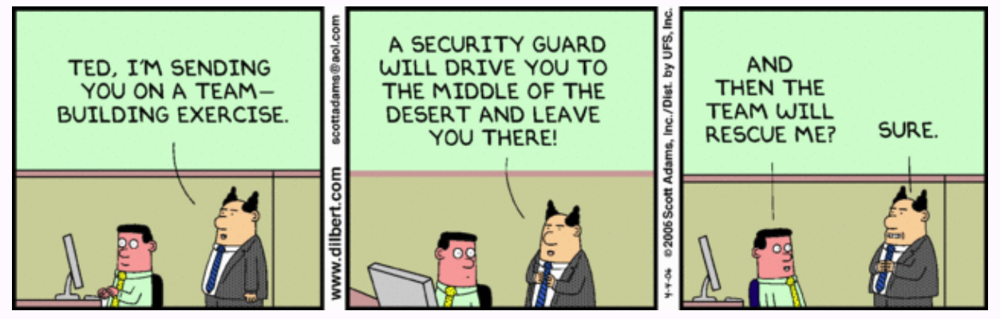 TED, I'M SENDING
YOU ON A TEAM-
BUILDING EXERCISE.
www.dilbert.com
scottadams@aol.com
A SECURITY GUARD
WILL DRIVE YOU TO
THE MIDDLE OF THE
DESERT AND LEAVE
YOU THERE!
4-4-06 ©2006 Scott Adams, Inc./Dist. by UFS, Inc.
AND
THEN THE
TEAM WILL
RESCUE ME?
SURE.